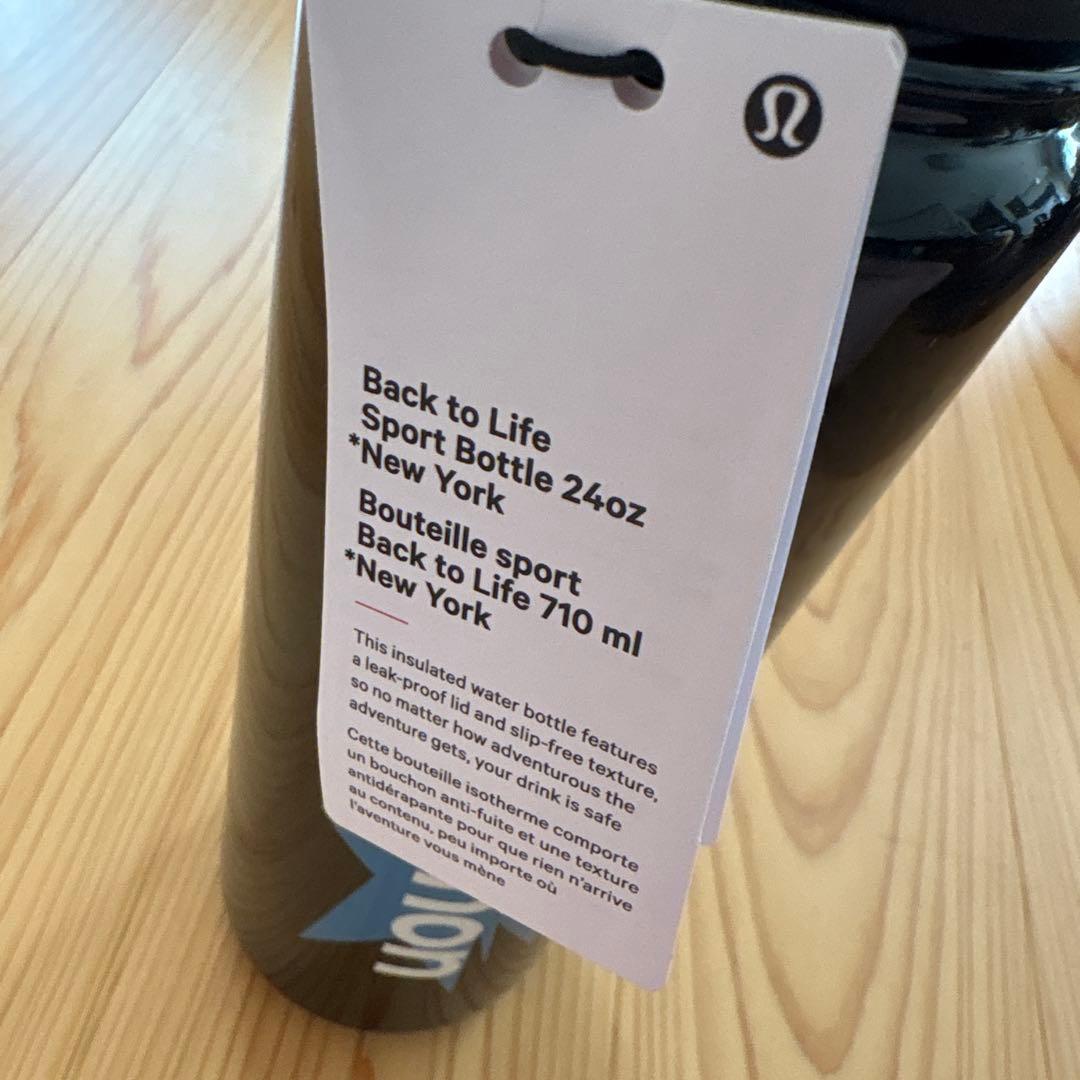 Back to Life
Sport Bottle 24oz
*New York
Bouteille sport
Back to Life 710 ml
*New York
This insulated water bottle features
a leak-proof lid and slip-free texture,
so no matter how adventurous the
adventure gets, your drink is safe
Cette bouteille isotherme comporte
un bouchon anti-fuite et une texture
antidérapante pour que rien n'arrive
au contenu, peu importe où
l'aventure vous mène